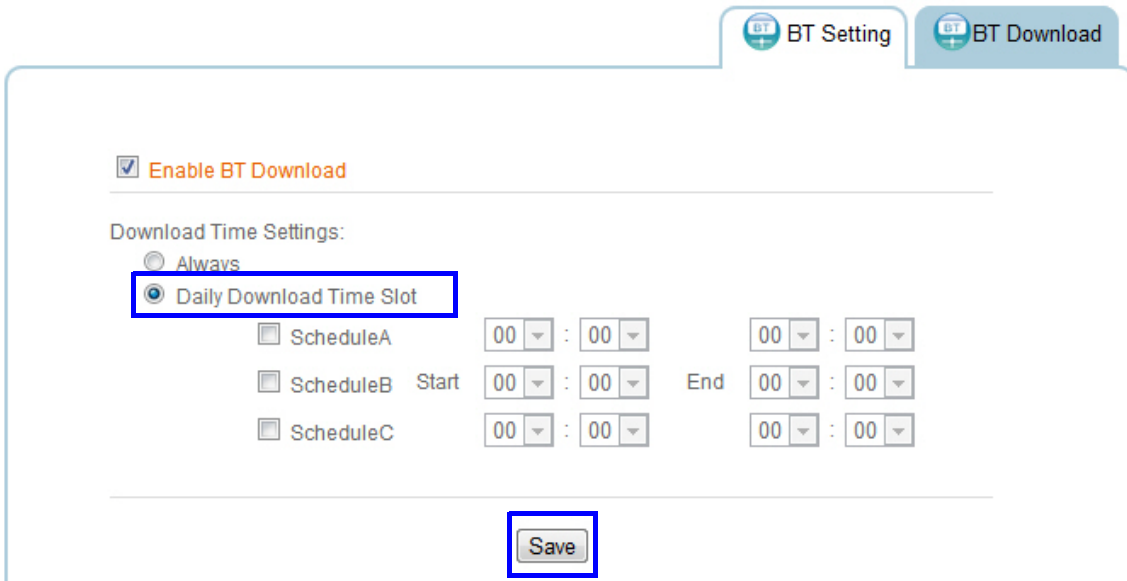 BT BT Setting BT BT Download
Enable BT Download
Download Time Settings:
Always
Daily Download Time Slot
ScheduleA 00 : 00 00 : 00
ScheduleB Start 00 : 00 End 00 : 00
ScheduleC 00 : 00 00 : 00
Save